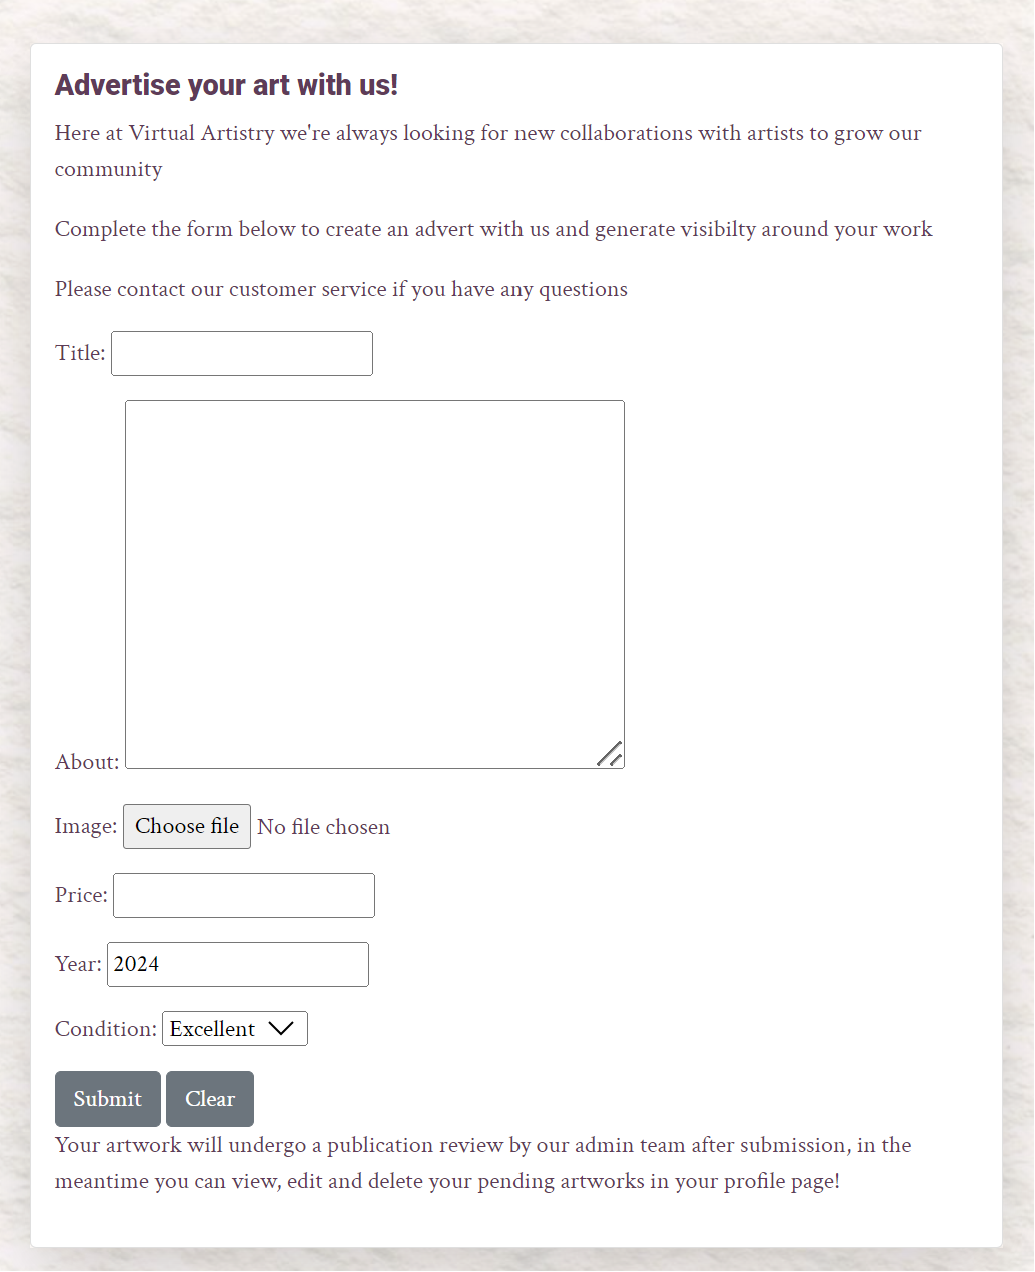 Advertise your art with us!
Here at Virtual Artistry we're always looking for new collaborations with artists to grow our
community
Complete the form below to create an advert with us and generate visibilty around your work
Please contact our customer service if you have any questions
Title:
About:
Image: Choose file No file chosen
Price:
Year: 2024
Condition: Excellent
Submit Clear
Your artwork will undergo a publication review by our admin team after submission, in the
meantime you can view, edit and delete your pending artworks in your profile page!